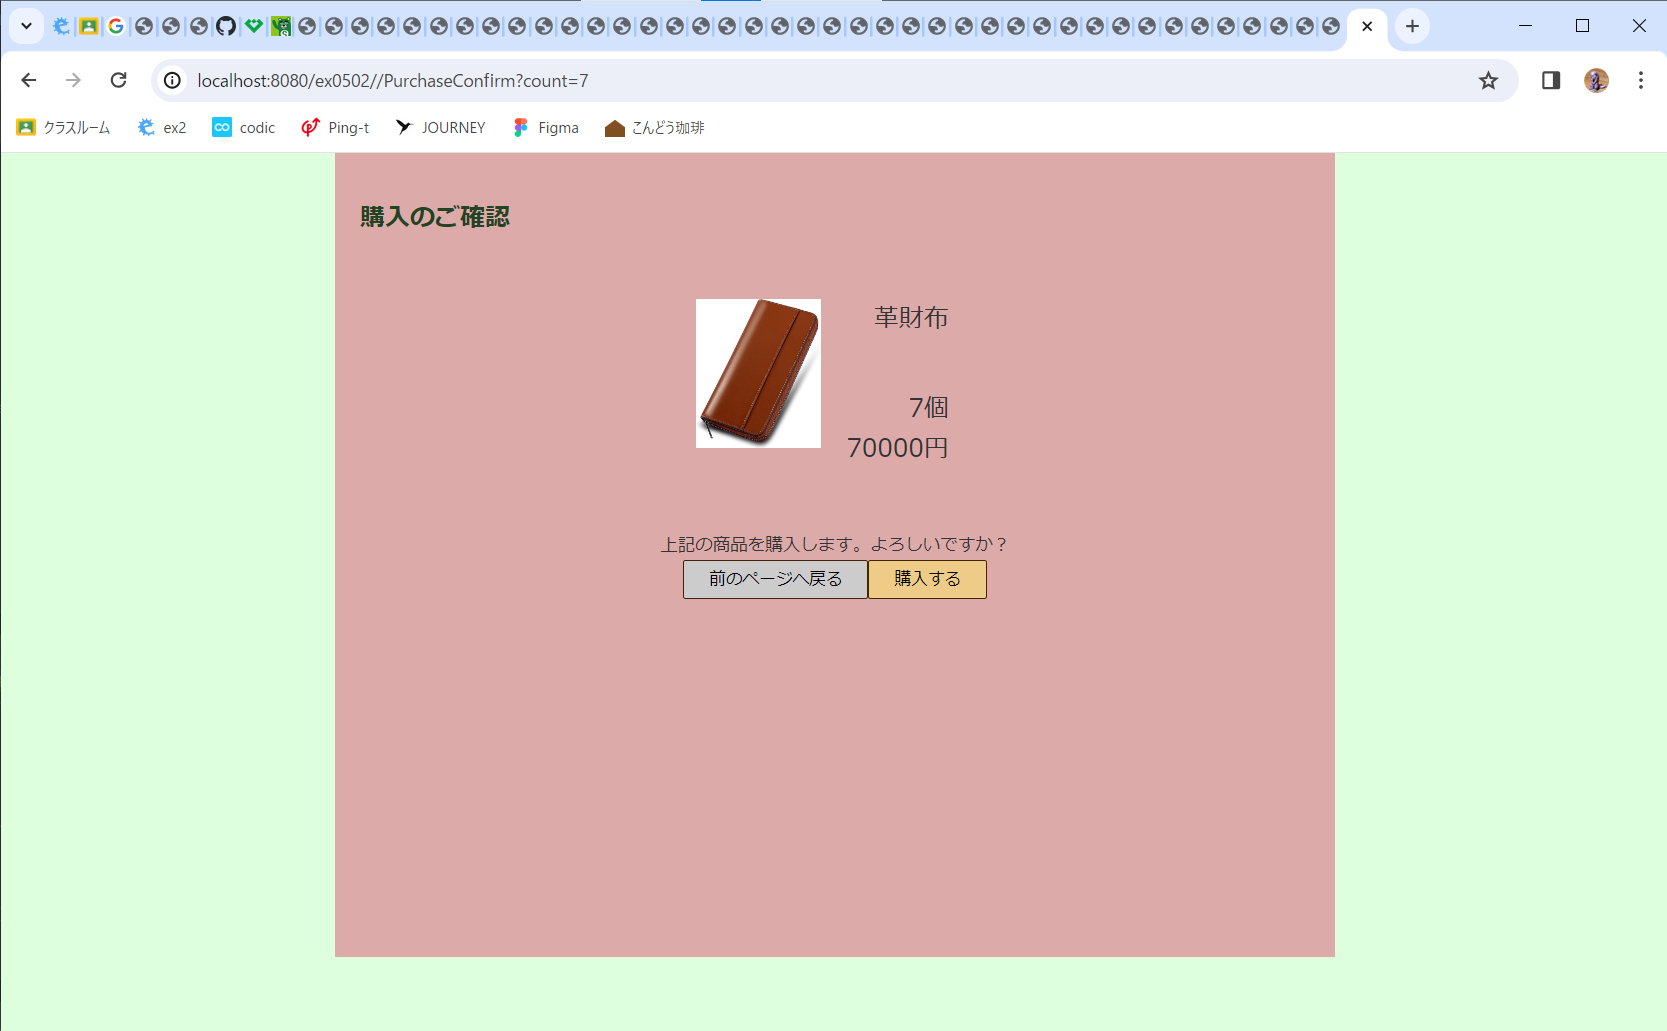 localhost:8080/ex0502//PurchaseConfirm?count=7
クラスルーム ex2 codic Ping-t JOURNEY Figma こんどう珈琲
購入のご確認
革財布
7個
70000円
上記の商品を購入します。よろしいですか？
前のページへ戻る 購入する